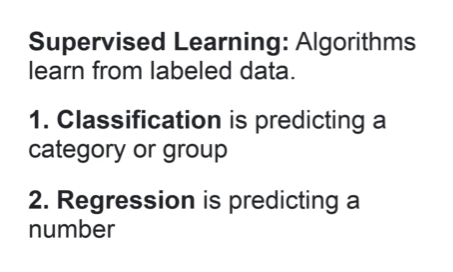 Supervised Learning: Algorithms
learn from labeled data.
1. Classification is predicting a
category or group
2. Regression is predicting a
number